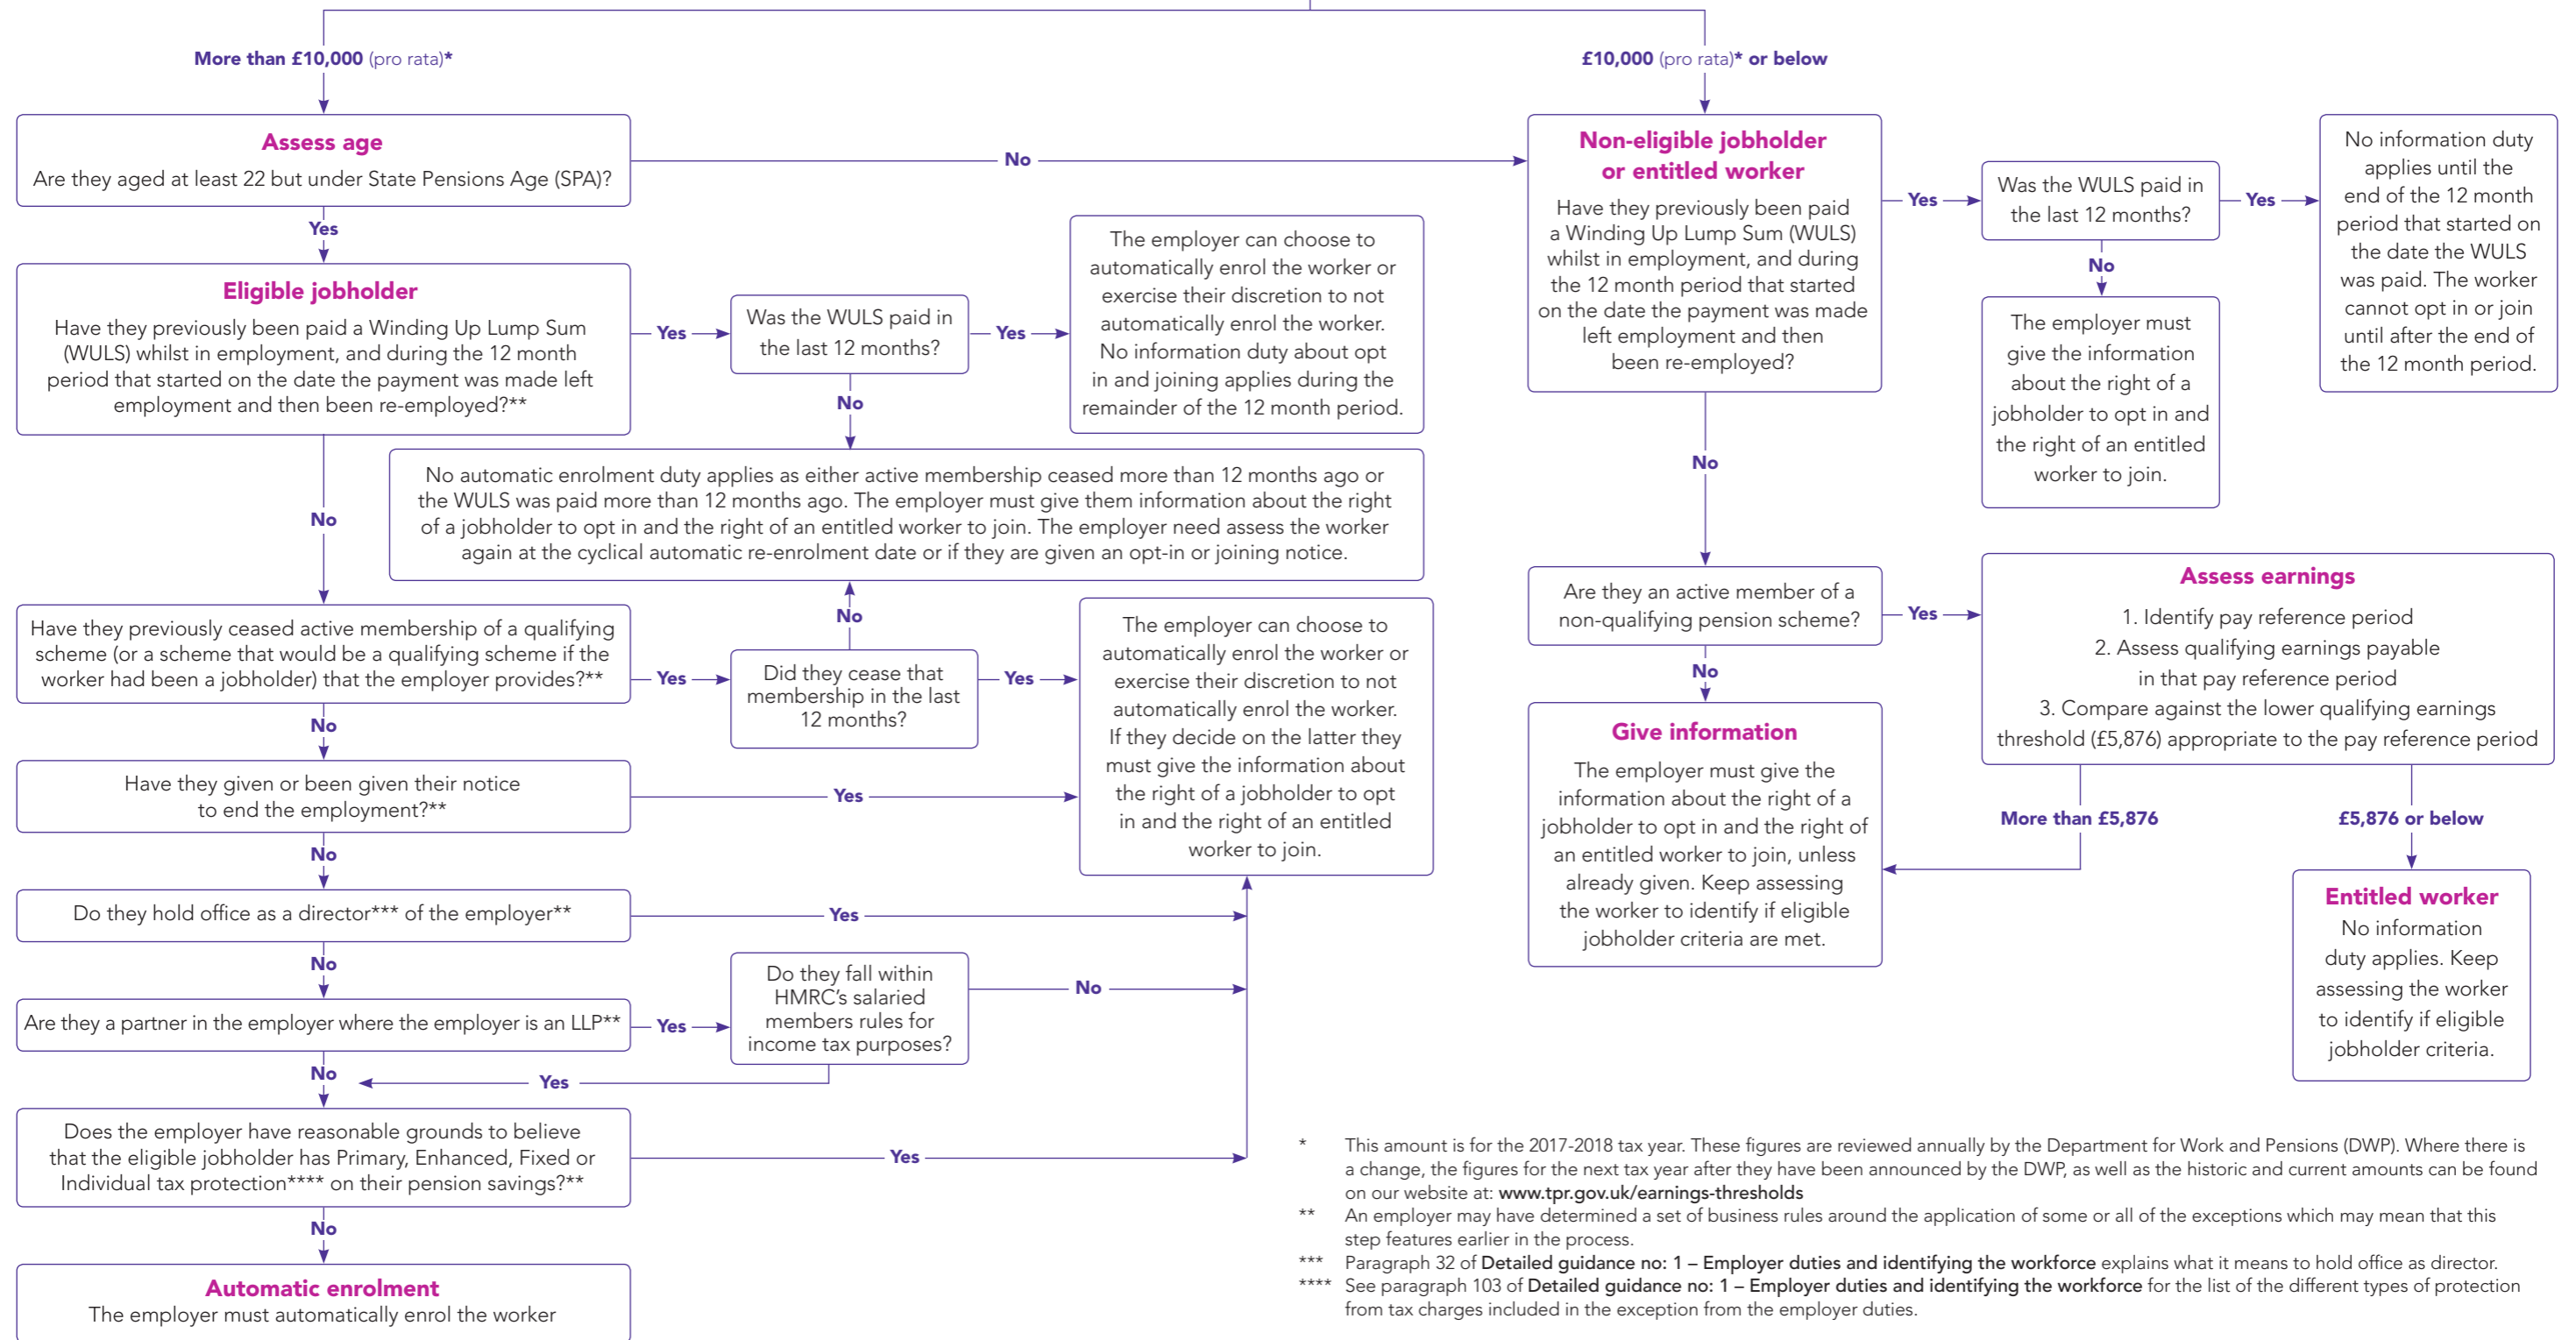 More than £10,000 (pro rata)*
£10,000 (pro rata)* or below
Assess age
Are they aged at least 22 but under State Pensions Age (SPA)?
No
Yes
Eligible jobholder
Have they previously been paid a Winding Up Lump Sum
(WULS) whilst in employment, and during the 12 month
period that started on the date the payment was made left
employment and then been re-employed?**
Yes
Was the WULS paid in
the last 12 months?
Yes
The employer can choose to
automatically enrol the worker or
exercise their discretion to not
automatically enrol the worker.
No information duty about opt
in and joining applies during the
remainder of the 12 month period.
No
No
No automatic enrolment duty applies as either active membership ceased more than 12 months ago or
the WULS was paid more than 12 months ago. The employer must give them information about the right
of a jobholder to opt in and the right of an entitled worker to join. The employer need assess the worker
again at the cyclical automatic re-enrolment date or if they are given an opt-in or joining notice.
Have they previously ceased active membership of a qualifying
scheme (or a scheme that would be a qualifying scheme if the
worker had been a jobholder) that the employer provides?**
Yes
No
Did they cease that
membership in the last
12 months?
Yes
The employer can choose to
automatically enrol the worker or
exercise their discretion to not
automatically enrol the worker.
If they decide on the latter they
must give the information about
the right of a jobholder to opt
in and the right of an entitled
worker to join.
No
Have they given or been given their notice
to end the employment?**
Yes
No
Do they hold office as a director*** of the employer**
Yes
No
Are they a partner in the employer where the employer is an LLP**
Yes
Do they fall within
HMRC's salaried
members rules for
income tax purposes?
No
No
Yes
Does the employer have reasonable grounds to believe
that the eligible jobholder has Primary, Enhanced, Fixed or
Individual tax protection**** on their pension savings?**
Yes
No
Automatic enrolment
The employer must automatically enrol the worker
Non-eligible jobholder
or entitled worker
Have they previously been paid
a Winding Up Lump Sum (WULS)
whilst in employment, and during
the 12 month period that started
on the date the payment was made
left employment and then
been re-employed?
Yes
Was the WULS paid in
the last 12 months?
Yes
No information duty
applies until the
end of the 12 month
period that started on
the date the WULS
was paid. The worker
cannot opt in or join
until after the end of
the 12 month period.
No
The employer must
give the information
about the right of a
jobholder to opt in and
the right of an entitled
worker to join.
No
Are they an active member of a
non-qualifying pension scheme?
Yes
Assess earnings
1. Identify pay reference period
2. Assess qualifying earnings payable
in that pay reference period
3. Compare against the lower qualifying earnings
threshold (£5,876) appropriate to the pay reference period
No
Give information
The employer must give the
information about the right of a
jobholder to opt in and the right of
an entitled worker to join, unless
already given. Keep assessing
the worker to identify if eligible
jobholder criteria are met.
More than £5,876
£5,876 or below
Entitled worker
No information
duty applies. Keep
assessing the worker
to identify if eligible
jobholder criteria.
* This amount is for the 2017-2018 tax year. These figures are reviewed annually by the Department for Work and Pensions (DWP). Where there is
a change, the figures for the next tax year after they have been announced by the DWP, as well as the historic and current amounts can be found
on our website at: www.tpr.gov.uk/earnings-thresholds
** An employer may have determined a set of business rules around the application of some or all of the exceptions which may mean that this
step features earlier in the process.
*** Paragraph 32 of Detailed guidance no: 1 – Employer duties and identifying the workforce explains what it means to hold office as director.
**** See paragraph 103 of Detailed guidance no: 1 – Employer duties and identifying the workforce for the list of the different types of protection
from tax charges included in the exception from the employer duties.